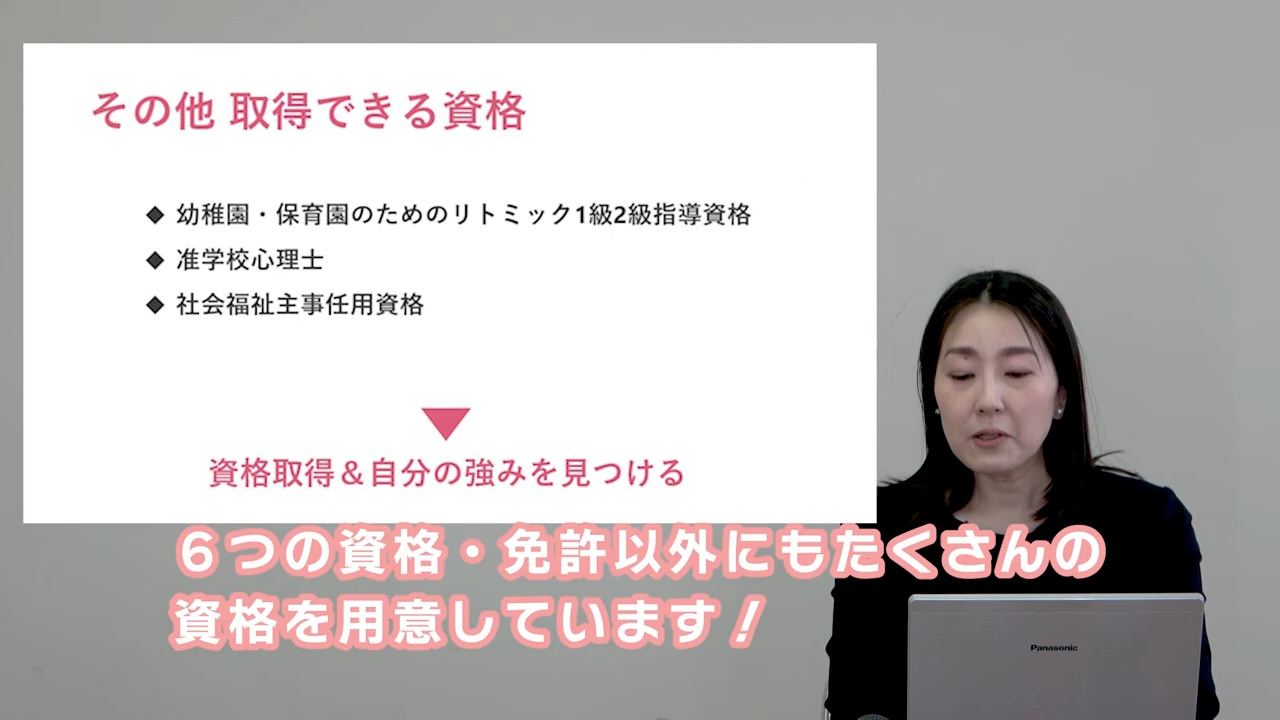 その他 取得できる資格
◆ 幼稚園・保育園のためのリトミック1級2級指導資格
◆ 准学校心理士
◆ 社会福祉主事任用資格
資格取得＆自分の強みを見つける
６つの資格・免許以外にもたくさんの
資格を用意しています！
Panasonic